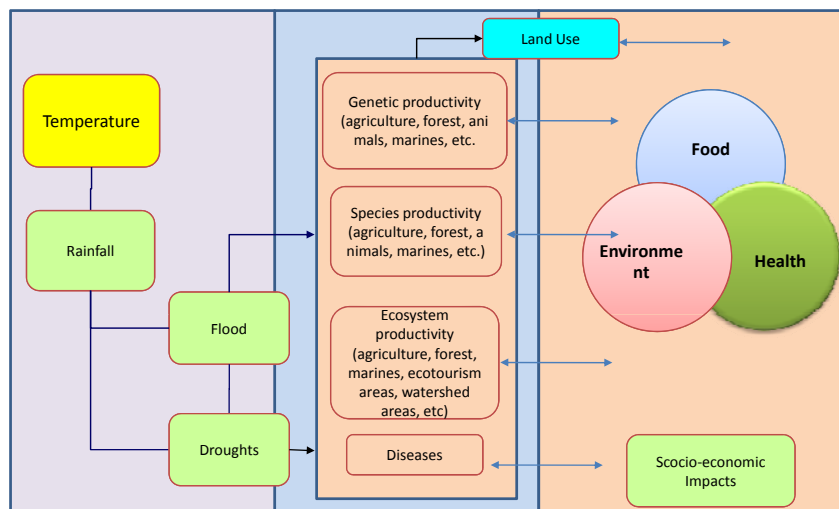 Land Use
Temperature
Rainfall
Flood
Droughts
Genetic productivity
(agriculture, forest, ani
mals, marines, etc.
Species productivity
(agriculture, forest, a
nimals, marines, etc.)
Ecosystem
productivity
(agriculture, forest,
marines, ecotourism
areas, watershed
areas, etc)
Diseases
Food
Environme
nt
Health
Scocio-economic
Impacts